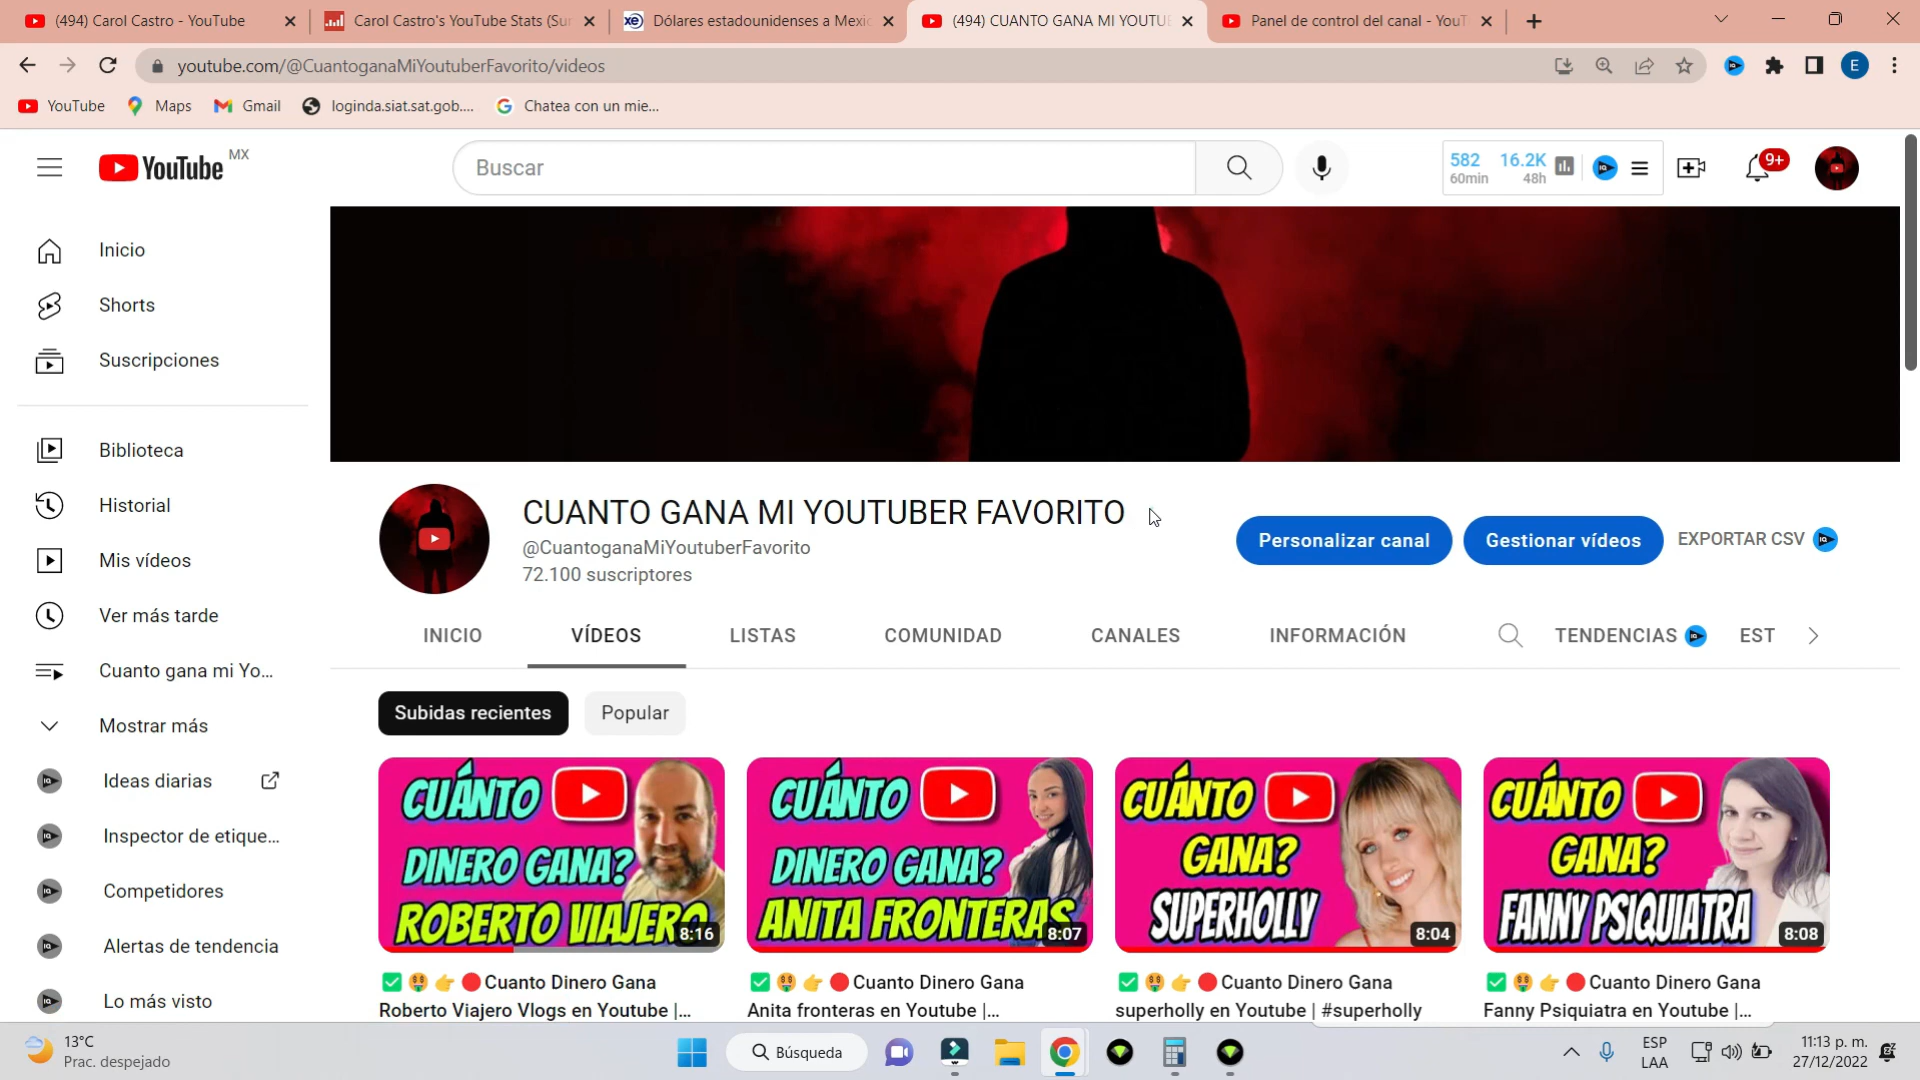 (494) Carol Castro - YouTube
Carol Castro's YouTube Stats (Sur
Dólares estadounidenses a Mexic
(494) CUANTO GANA MI YOUTUB
Panel de control del canal - YouT
youtube.com/@CuantoganaMiYoutuberFavorito/videos
E
YouTube
Maps
Gmail
loginda.siat.sat.gob....
Chatea con un mie...
YouTube MX
Buscar
582
60min
16.2K
48h
9+
Inicio
Shorts
Suscripciones
Biblioteca
Historial
Mis vídeos
Ver más tarde
Cuanto gana mi Yo...
Mostrar más
Ideas diarias
Inspector de etique...
Competidores
Alertas de tendencia
Lo más visto
CUANTO GANA MI YOUTUBER FAVORITO
@CuantoganaMiYoutuberFavorito
72.100 suscriptores
Personalizar canal
Gestionar vídeos
EXPORTAR CSV
INICIO
VÍDEOS
LISTAS
COMUNIDAD
CANALES
INFORMACIÓN
TENDENCIAS
EST
Subidas recientes
Popular
CUÁNTO
DINERO GANA?
ROBERTO VIAJERO
8:16
CUÁNTO
DINERO GANA?
ANITA FRONTERAS
8:07
CUÁNTO
GANA?
SUPERHOLLY
8:04
CUÁNTO
GANA?
FANNY PSIQUIATRA
8:08
✅🤑👉🔴Cuanto Dinero Gana
Roberto Viajero Vlogs en Youtube |...
✅🤑👉🔴Cuanto Dinero Gana
Anita fronteras en Youtube |...
✅🤑👉🔴Cuanto Dinero Gana
superholly en Youtube | #superholly
✅🤑👉🔴Cuanto Dinero Gana
Fanny Psiquiatra en Youtube |...
13°C
Prac. despejado
Búsqueda
ESP
LAA
11:13 p. m.
27/12/2022